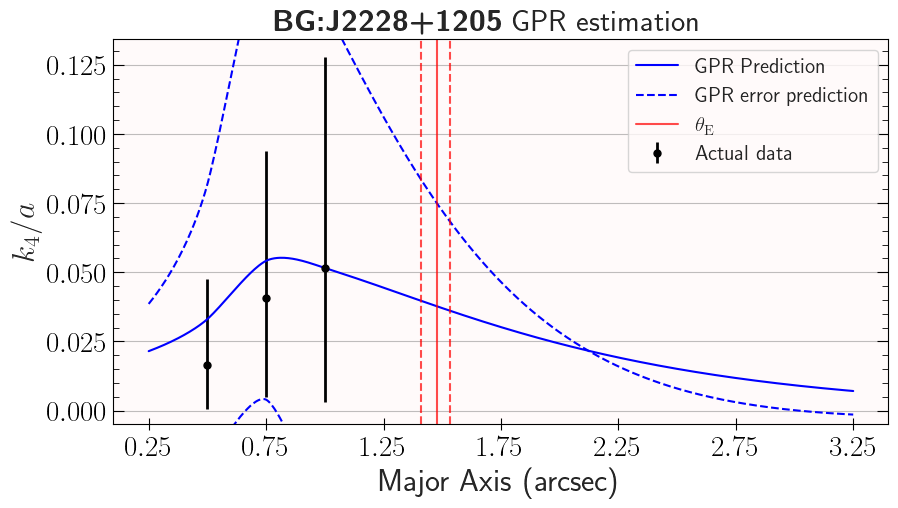 BG:J2228+1205 GPR estimation
GPR Prediction
GPR error prediction
θ_E
Actual data
k₄/a
0.125
0.100
0.075
0.050
0.025
0.000
0.25 0.75 1.25 1.75 2.25 2.75 3.25
Major Axis (arcsec)